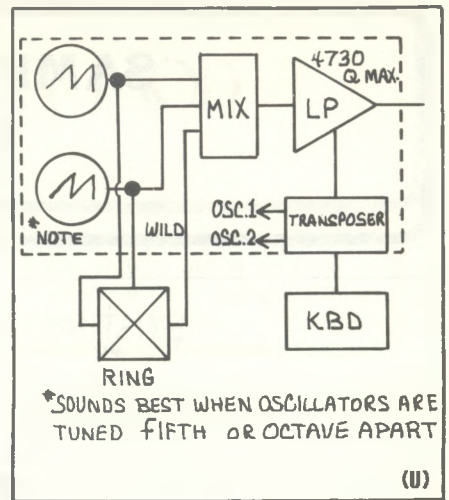 4730
Q MAX.
MIX
LP
OSC.1
TRANSPOSER
* NOTE
WILD
OSC.2
KBD
RING
*SOUNDS BEST WHEN OSCILLATORS ARE
TUNED FIFTH OR OCTAVE APART
(U)